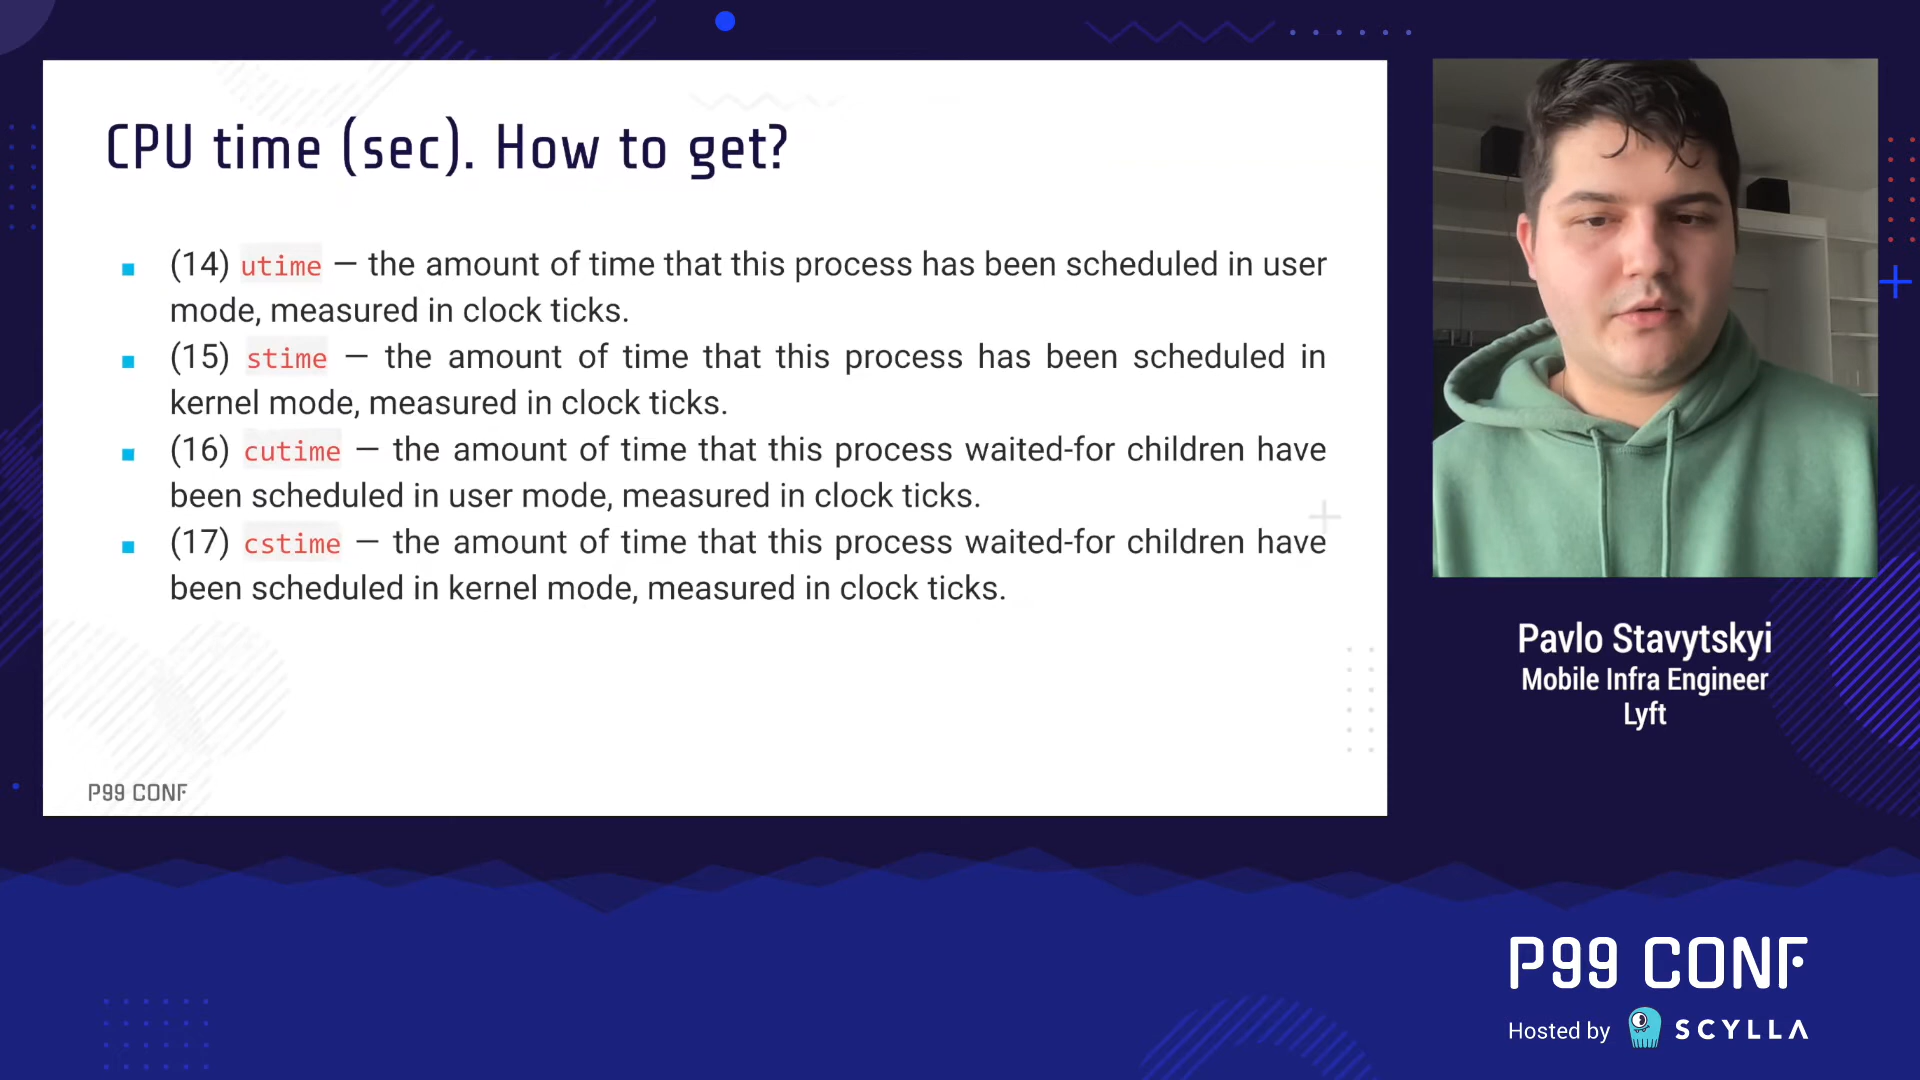 CPU time (sec). How to get?
(14) utime — the amount of time that this process has been scheduled in user
mode, measured in clock ticks.
(15) stime — the amount of time that this process has been scheduled in
kernel mode, measured in clock ticks.
(16) cutime — the amount of time that this process waited-for children have
been scheduled in user mode, measured in clock ticks.
(17) cstime — the amount of time that this process waited-for children have
been scheduled in kernel mode, measured in clock ticks.
P99 CONF
Pavlo Stavytskyi
Mobile Infra Engineer
Lyft
P99 CONF
Hosted by SCYLLA